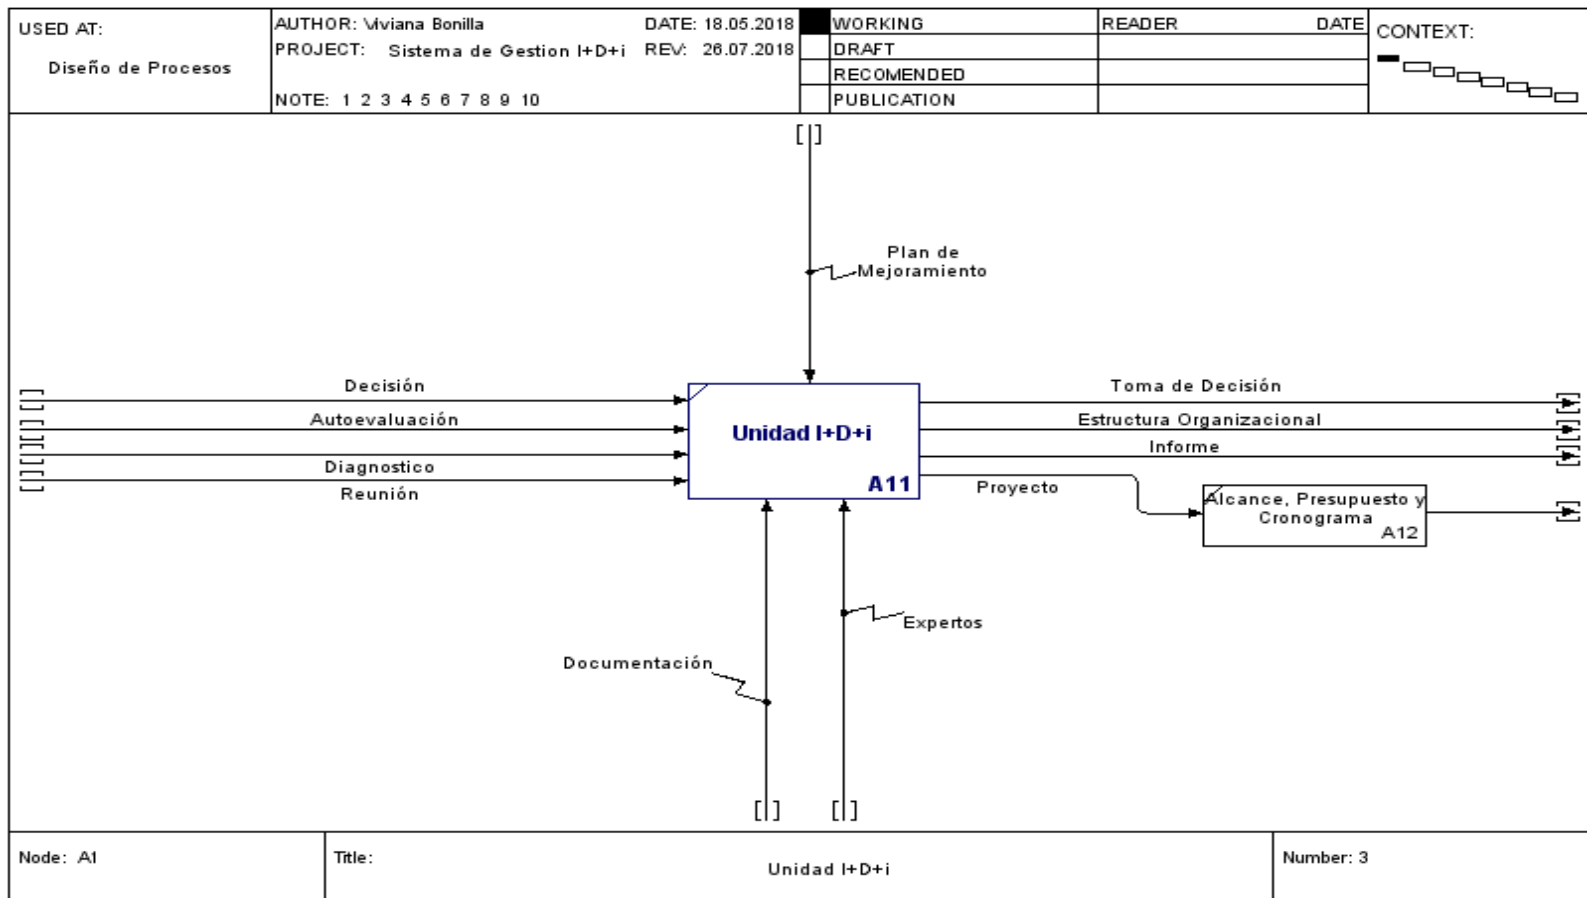 USED AT:
Diseño de Procesos
AUTHOR: Viviana Bonilla
DATE: 18.05.2018
PROJECT: Sistema de Gestion I+D+i
REV: 26.07.2018
NOTE: 1 2 3 4 5 6 7 8 9 10
WORKING
DRAFT
RECOMENDED
PUBLICATION
READER DATE
CONTEXT:
Plan de
Mejoramiento
Decisión
Autoevaluación
Diagnostico
Reunión
Unidad I+D+i
A11
Toma de Decisión
Estructura Organizacional
Informe
Proyecto
Alcance, Presupuesto y
Cronograma
A12
Expertos
Documentación
Node: A1
Title:
Unidad I+D+i
Number: 3